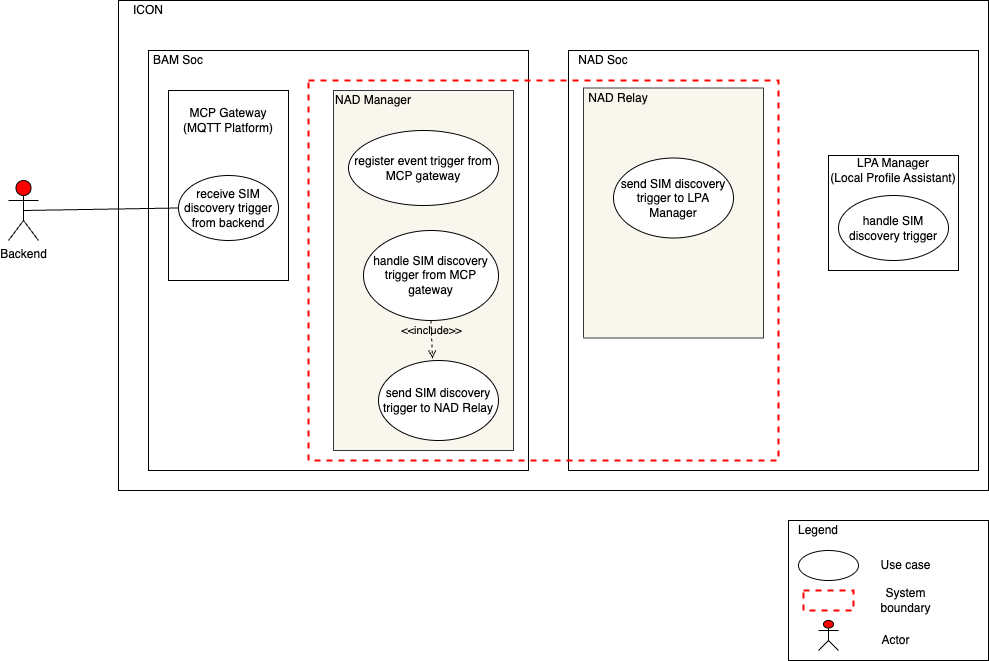 ICON
BAM Soc
MCP Gateway
(MQTT Platform)
receive SIM
discovery trigger
from backend
Backend
NAD Manager
register event trigger from
MCP gateway
handle SIM discovery
trigger from MCP
gateway
<<include>>
send SIM discovery
trigger to NAD Relay
NAD Soc
NAD Relay
send SIM discovery
trigger to LPA
Manager
LPA Manager
(Local Profile Assistant)
handle SIM
discovery trigger
Legend
Use case
System
boundary
Actor